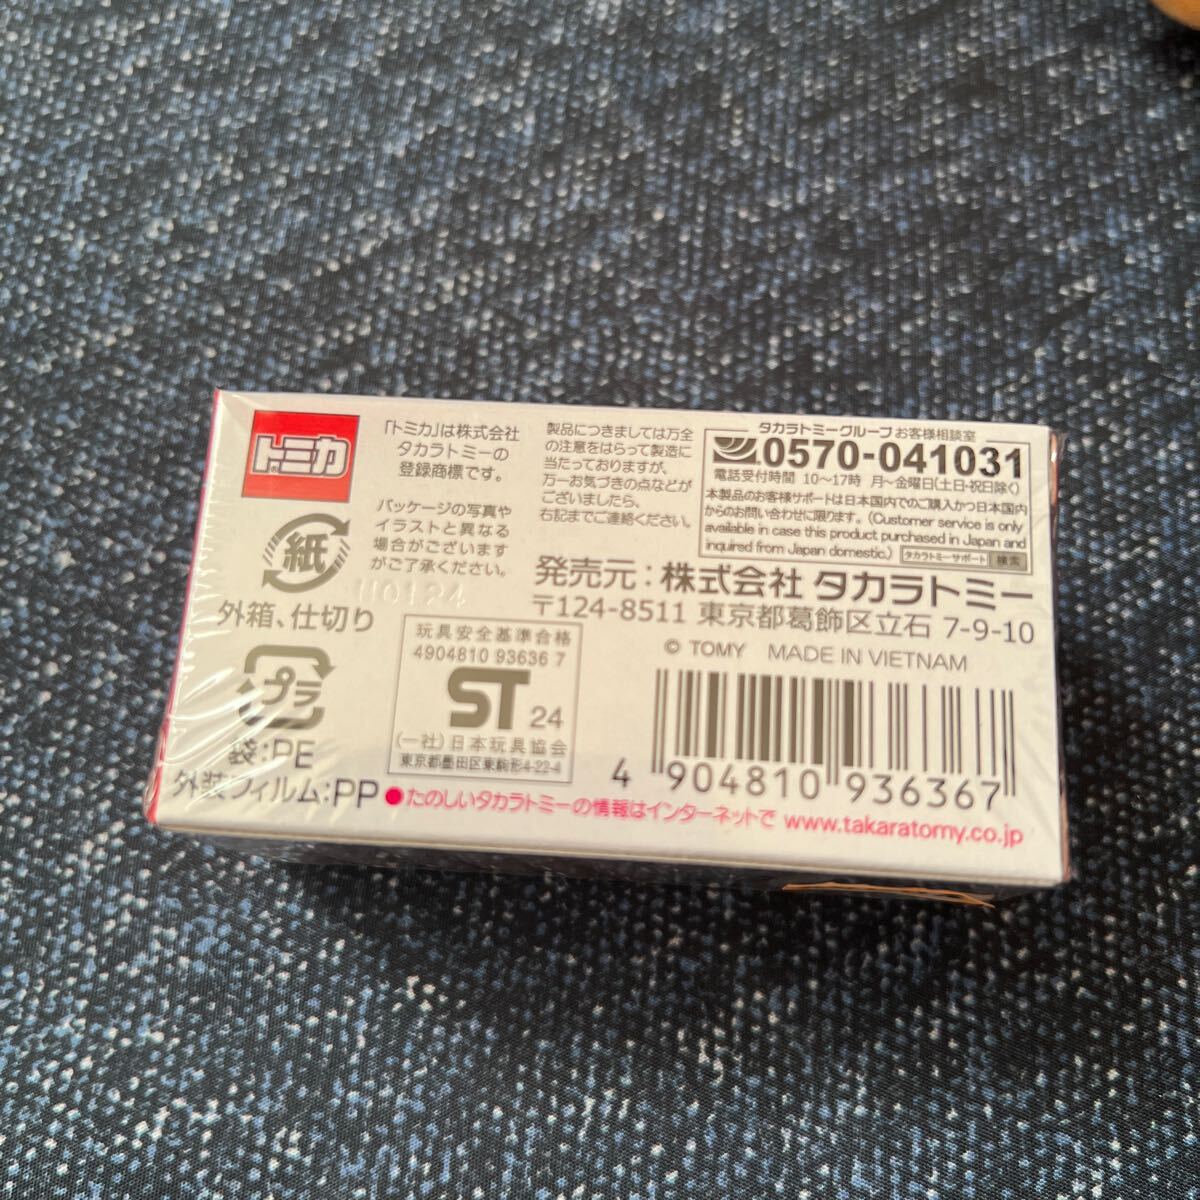 トミカ
「トミカ」は株式会社
タカラトミーの
登録商標です。
パッケージの写真や
イラストと異なる
場合がございます
がご了承ください。
紙
外箱、仕切り
プラ
袋:PE
外装フィルム:PP
製品につきましては万全
の注意をはらって製造に
当たっておりますが、
万一お気づきの点などが
ございましたら、
右記までご連絡ください。
タカラトミーグループお客様相談室
0570-041031
電話受付時間 10〜17時 月〜金曜日(土日・祝日除く)
本製品のお客様サポートは日本国内でのご購入かつ日本国内
からのお問い合わせに限ります。(Customer service is only
available in case this product purchased in Japan and
inquired from Japan domestic.) タカラトミーサポート 検索
発売元:株式会社 タカラトミー
〒124-8511 東京都葛飾区立石 7-9-10
© TOMY MADE IN VIETNAM
玩具安全基準合格
4904810 93636 7
ST 24
(一社)日本玩具協会
東京都墨田区東駒形4-22-4
4 904810 936367
●たのしいタカラトミーの情報はインターネットで www.takaratomy.co.jp